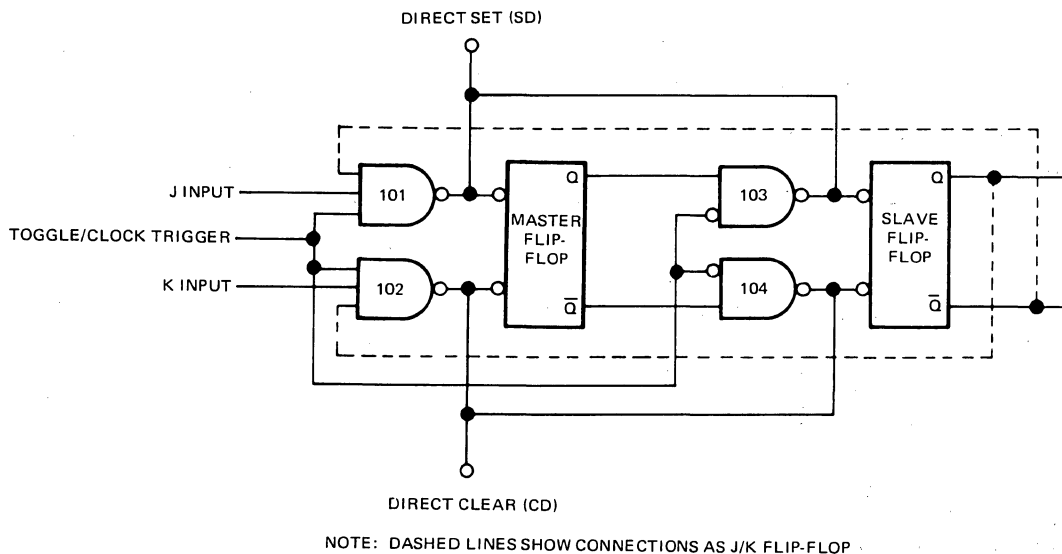 DIRECT SET (SD)
J INPUT
TOGGLE/CLOCK TRIGGER
K INPUT
101
102
Q
MASTER
FLIP-
FLOP
Q̅
103
104
Q
SLAVE
FLIP-
FLOP
Q̅
DIRECT CLEAR (CD)
NOTE: DASHED LINES SHOW CONNECTIONS AS J/K FLIP-FLOP